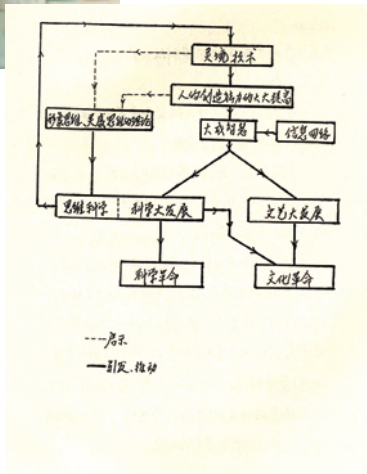 灵境技术
人的创造能力的大大提高
形象思维、灵感思维的理论
大成智慧
信息网络
思维科学
科学大发展
文艺大发展
科学革命
文化革命
启示
引发、推动